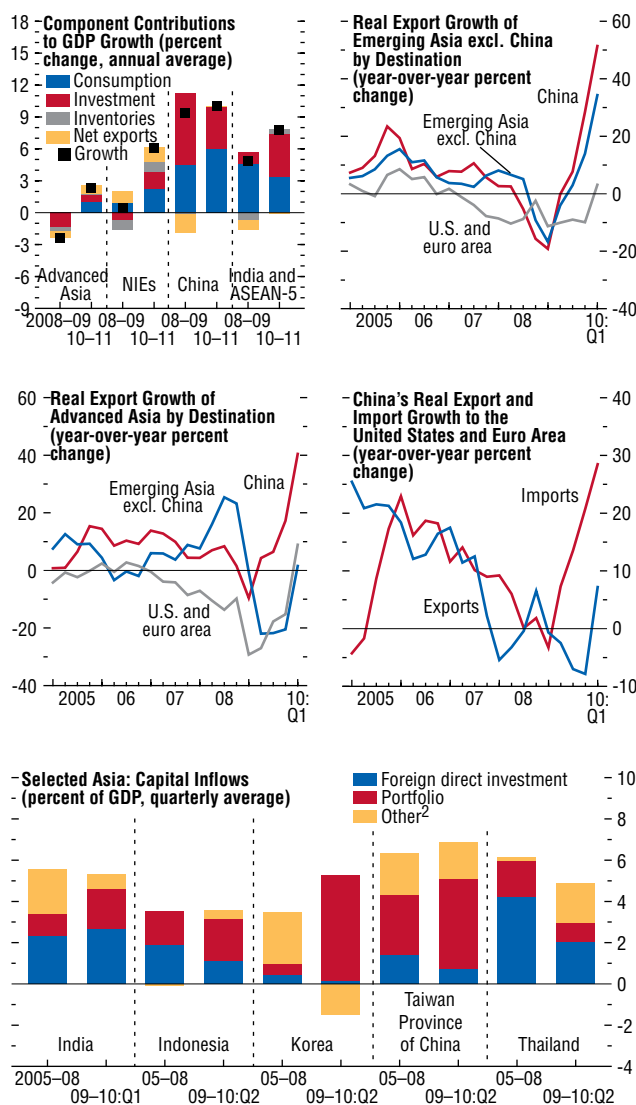 Component Contributions
to GDP Growth (percent
change, annual average)
Consumption
Investment
Inventories
Net exports
Growth
18
15
12
9
6
3
0
-3
-6
-9
Advanced
Asia
NIEs
China
India and
ASEAN-5
2008–09 08–09 08–09 08–09
10–11 10–11 10–11 10–11
Real Export Growth of
Emerging Asia excl. China
by Destination
(year-over-year percent
change)
China
Emerging Asia
excl. China
U.S. and
euro area
60
40
20
0
-20
-40
2005 06 07 08 09 10:
Q1
Real Export Growth of
Advanced Asia by Destination
(year-over-year percent
change)
China
Emerging Asia
excl. China
U.S. and
euro area
60
40
20
0
-20
-40
2005 06 07 08 09 10:
Q1
China's Real Export and
Import Growth to the
United States and Euro Area
(year-over-year percent
change)
Imports
Exports
40
30
20
10
0
-10
2005 06 07 08 09 10:
Q1
Selected Asia: Capital Inflows
(percent of GDP, quarterly average)
Foreign direct investment
Portfolio
Other2
10
8
6
4
2
0
-2
-4
India
Indonesia
Korea
Taiwan
Province
of China
Thailand
2005–08 05–08 05–08 05–08 05–08
09–10:Q1 09–10:Q2 09–10:Q2 09–10:Q2 09–10:Q2